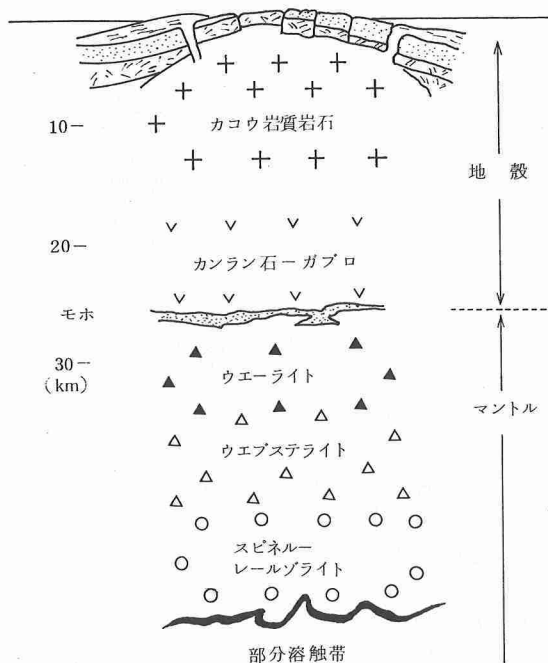 10−
カコウ岩質岩石
地殻
20−
カンラン石−ガブロ
モホ
30−
(km)
ウエーライト
マントル
ウエブステライト
スピネルー
レールゾライト
部分溶触帯